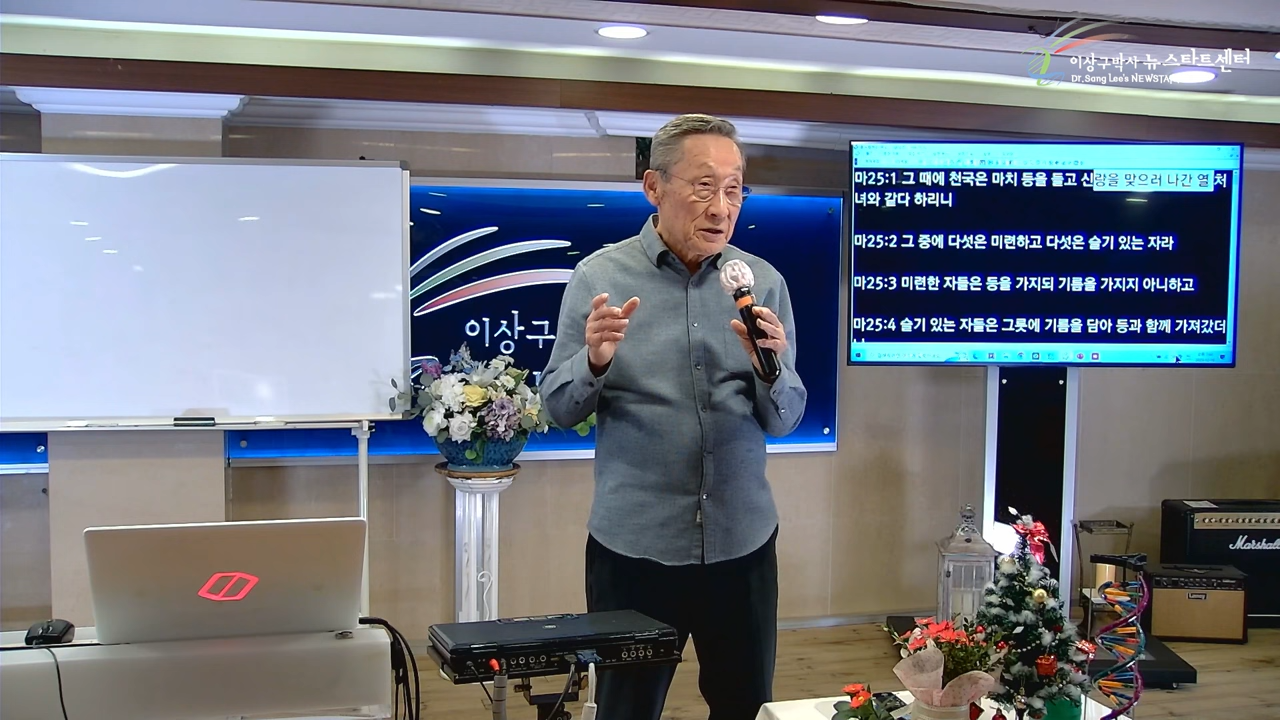 이상구박사 뉴스타트센터
Dr.Sang Lee's NEWSTA
마25:1 그 때에 천국은 마치 등을 들고 신랑을 맞으러 나간 열 처
녀와 같다 하리니
마25:2 그 중에 다섯은 미련하고 다섯은 슬기 있는 자라
마25:3 미련한 자들은 등을 가지되 기름을 가지지 아니하고
마25:4 슬기 있는 자들은 그릇에 기름을 담아 등과 함께 가져갔더
이상구
Marshall
Laney